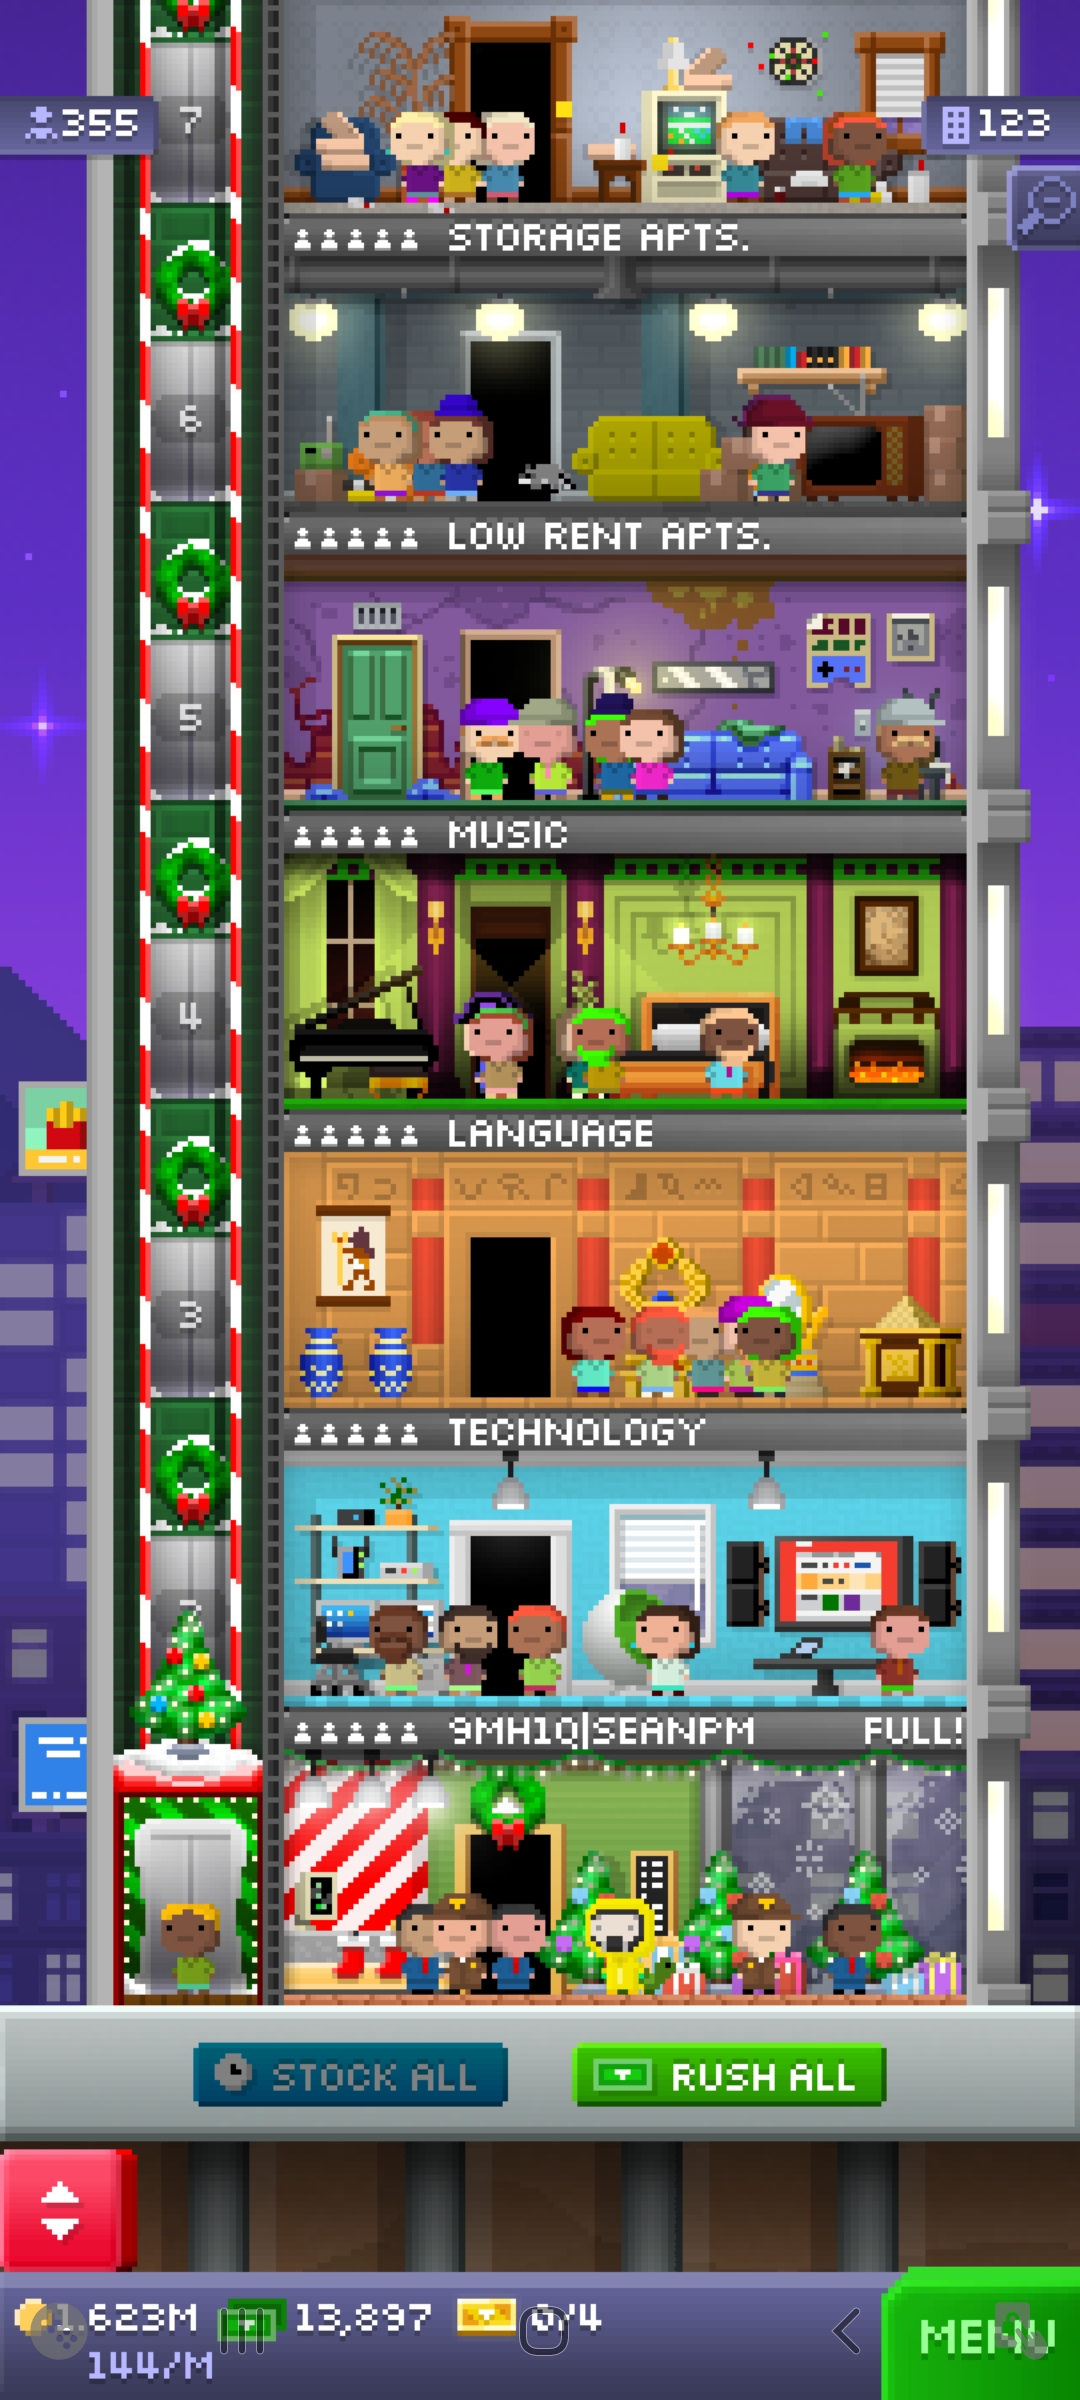 7
355
123
STORAGE APTS.
6
LOW RENT APTS.
5
MUSIC
4
LANGUAGE
3
TECHNOLOGY
9MH1Q|SEANPM FULL!
STOCK ALL
RUSH ALL
1.623M 13,897 0/4
144/M
MENU